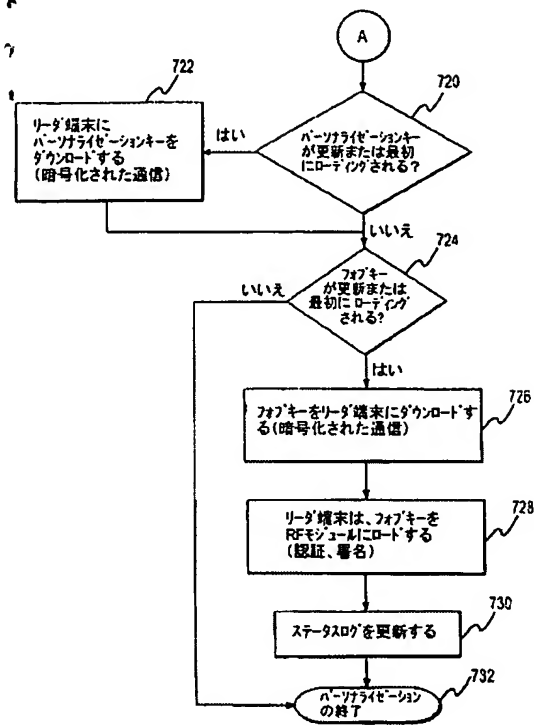 A
722
720
リーダ端末に
パーソナライゼーションキーを
ダウンロードする
(暗号化された通信)
はい
パーソナライゼーションキー
が更新または最初
にローディングされる?
いいえ
724
いいえ
フォブキー
が更新または
最初にローディング
される?
はい
726
フォブキーをリーダ端末にダウンロードす
る(暗号化された通信)
728
リーダ端末は、フォブキーを
RFモジュールにロードする
(認証、署名)
730
ステータスログを更新する
732
パーソナライゼーション
の終了